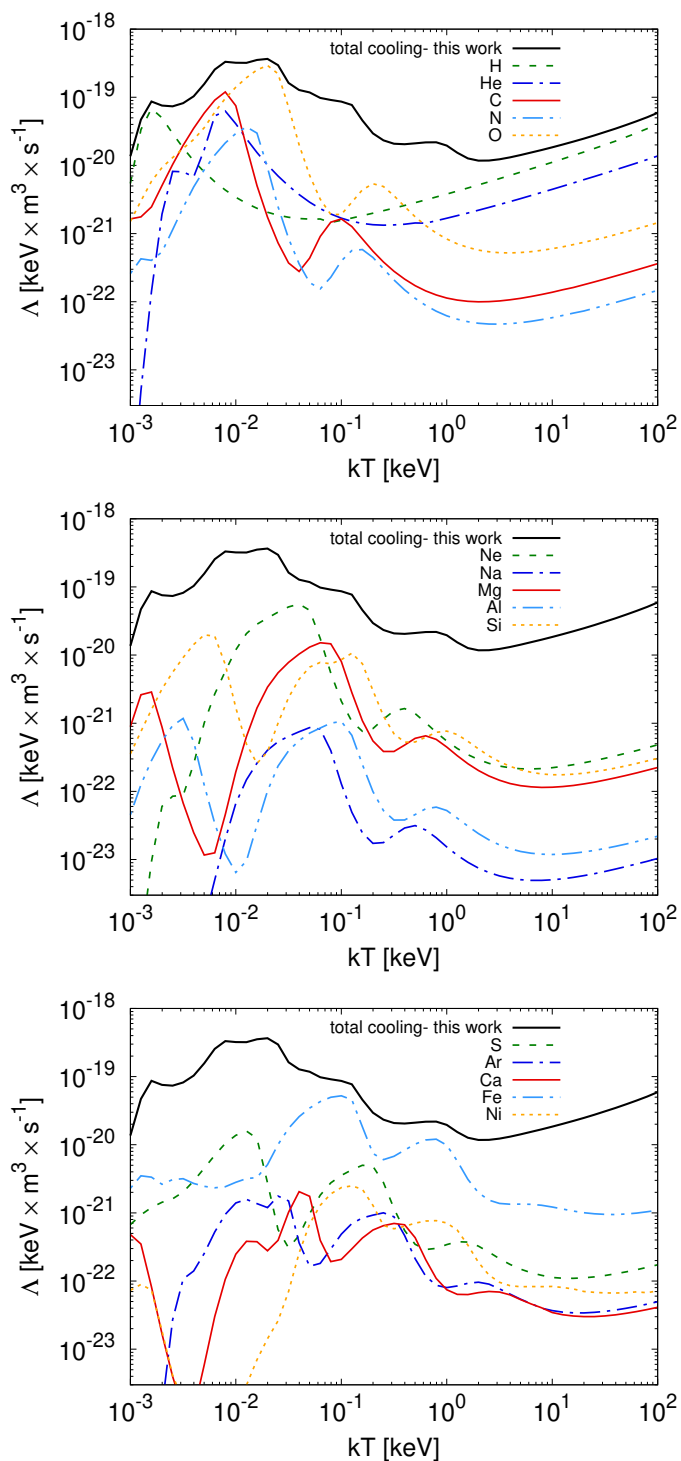 10^-18
10^-19
10^-20
10^-21
10^-22
10^-23
Λ [keV × m^3 × s^-1]
total cooling- this work
H
He
C
N
O
10^-3 10^-2 10^-1 10^0 10^1 10^2
kT [keV]
10^-18
10^-19
10^-20
10^-21
10^-22
10^-23
Λ [keV × m^3 × s^-1]
total cooling- this work
Ne
Na
Mg
Al
Si
10^-3 10^-2 10^-1 10^0 10^1 10^2
kT [keV]
10^-18
10^-19
10^-20
10^-21
10^-22
10^-23
Λ [keV × m^3 × s^-1]
total cooling- this work
S
Ar
Ca
Fe
Ni
10^-3 10^-2 10^-1 10^0 10^1 10^2
kT [keV]